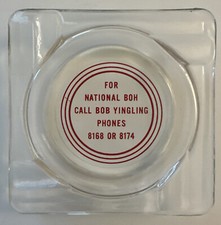 FOR
NATIONAL BOH
CALL BOB YINGLING
PHONES
8168 OR 8174